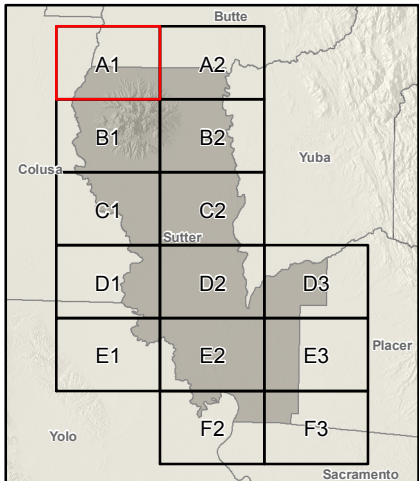 Butte
A1 A2
B1 B2
Yuba
Colusa
C1 C2
Sutter
D1 D2 D3
E1 E2 E3
Placer
Yolo
F2 F3
Sacramento